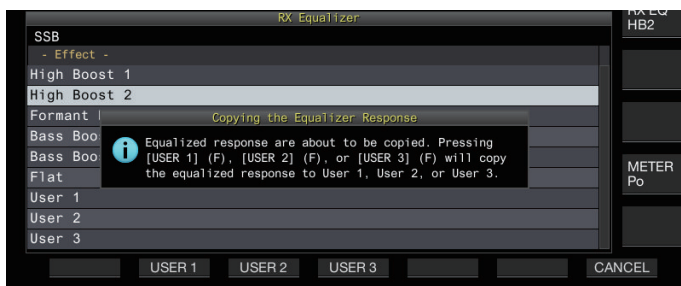 RX Equalizer
RX EQ
HB2
SSB
- Effect -
High Boost 1
High Boost 2
Formant
Copying the Equalizer Response
Bass Boo
Equalized response are about to be copied. Pressing
[USER 1] (F), [USER 2] (F), or [USER 3] (F) will copy
the equalized response to User 1, User 2, or User 3.
Bass Boo
Flat
User 1
User 2
User 3
METER
Po
USER 1 USER 2 USER 3 CANCEL